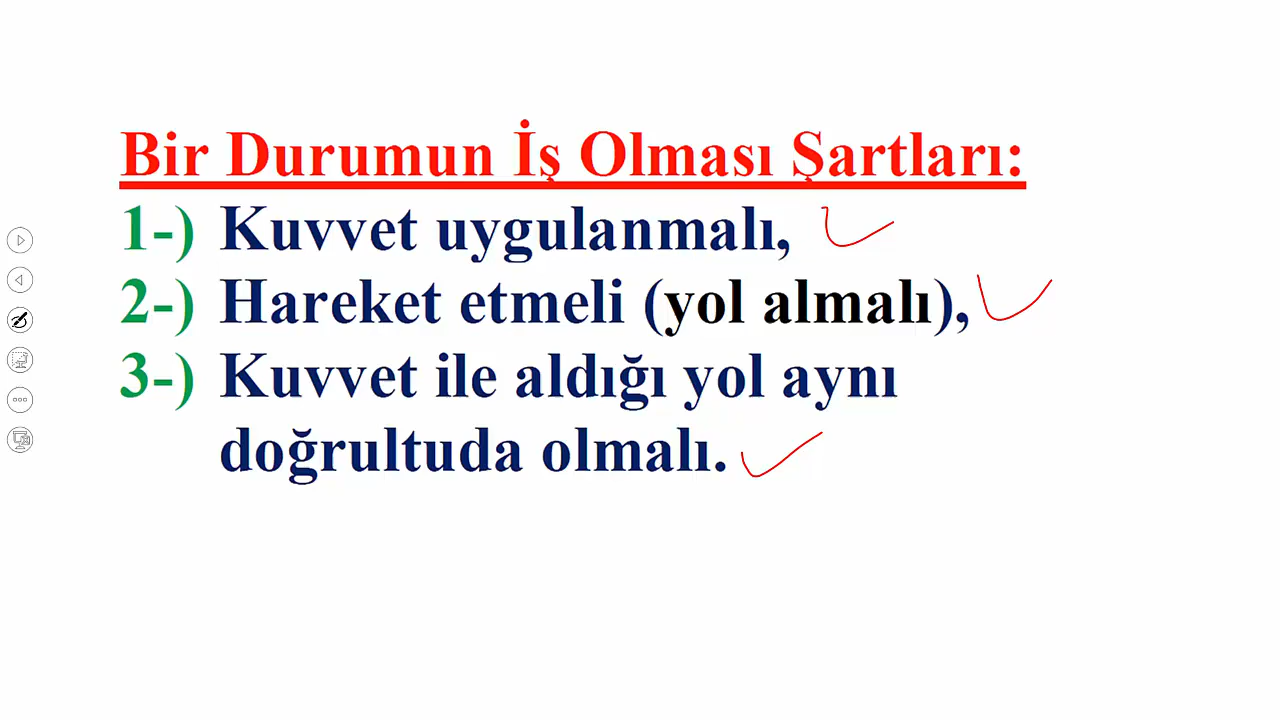 Bir Durumun İş Olması Şartları:
1-) Kuvvet uygulanmalı,
2-) Hareket etmeli (yol almalı),
3-) Kuvvet ile aldığı yol aynı
doğrultuda olmalı.